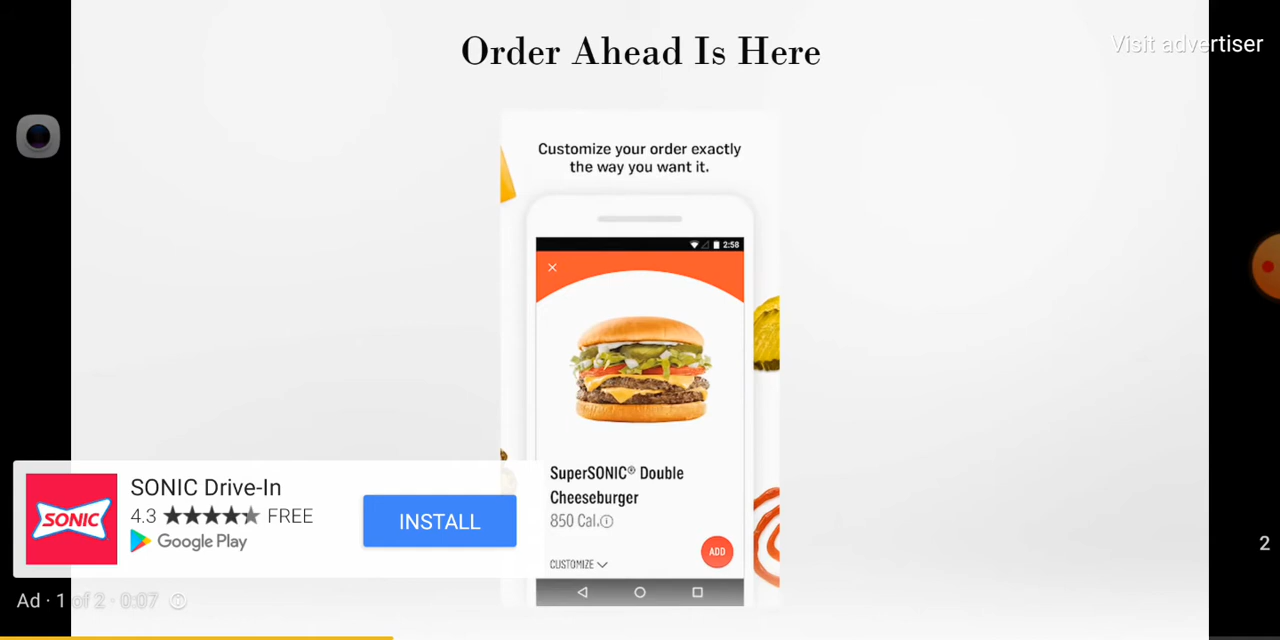 Order Ahead Is Here
Visit advertiser
Customize your order exactly
the way you want it.
2:58
SuperSONIC® Double
Cheeseburger
850 Cal.
CUSTOMIZE
ADD
SONIC
SONIC Drive-In
4.3 ★★★★★ FREE
Google Play
INSTALL
2
Ad · 1 of 2 · 0:07